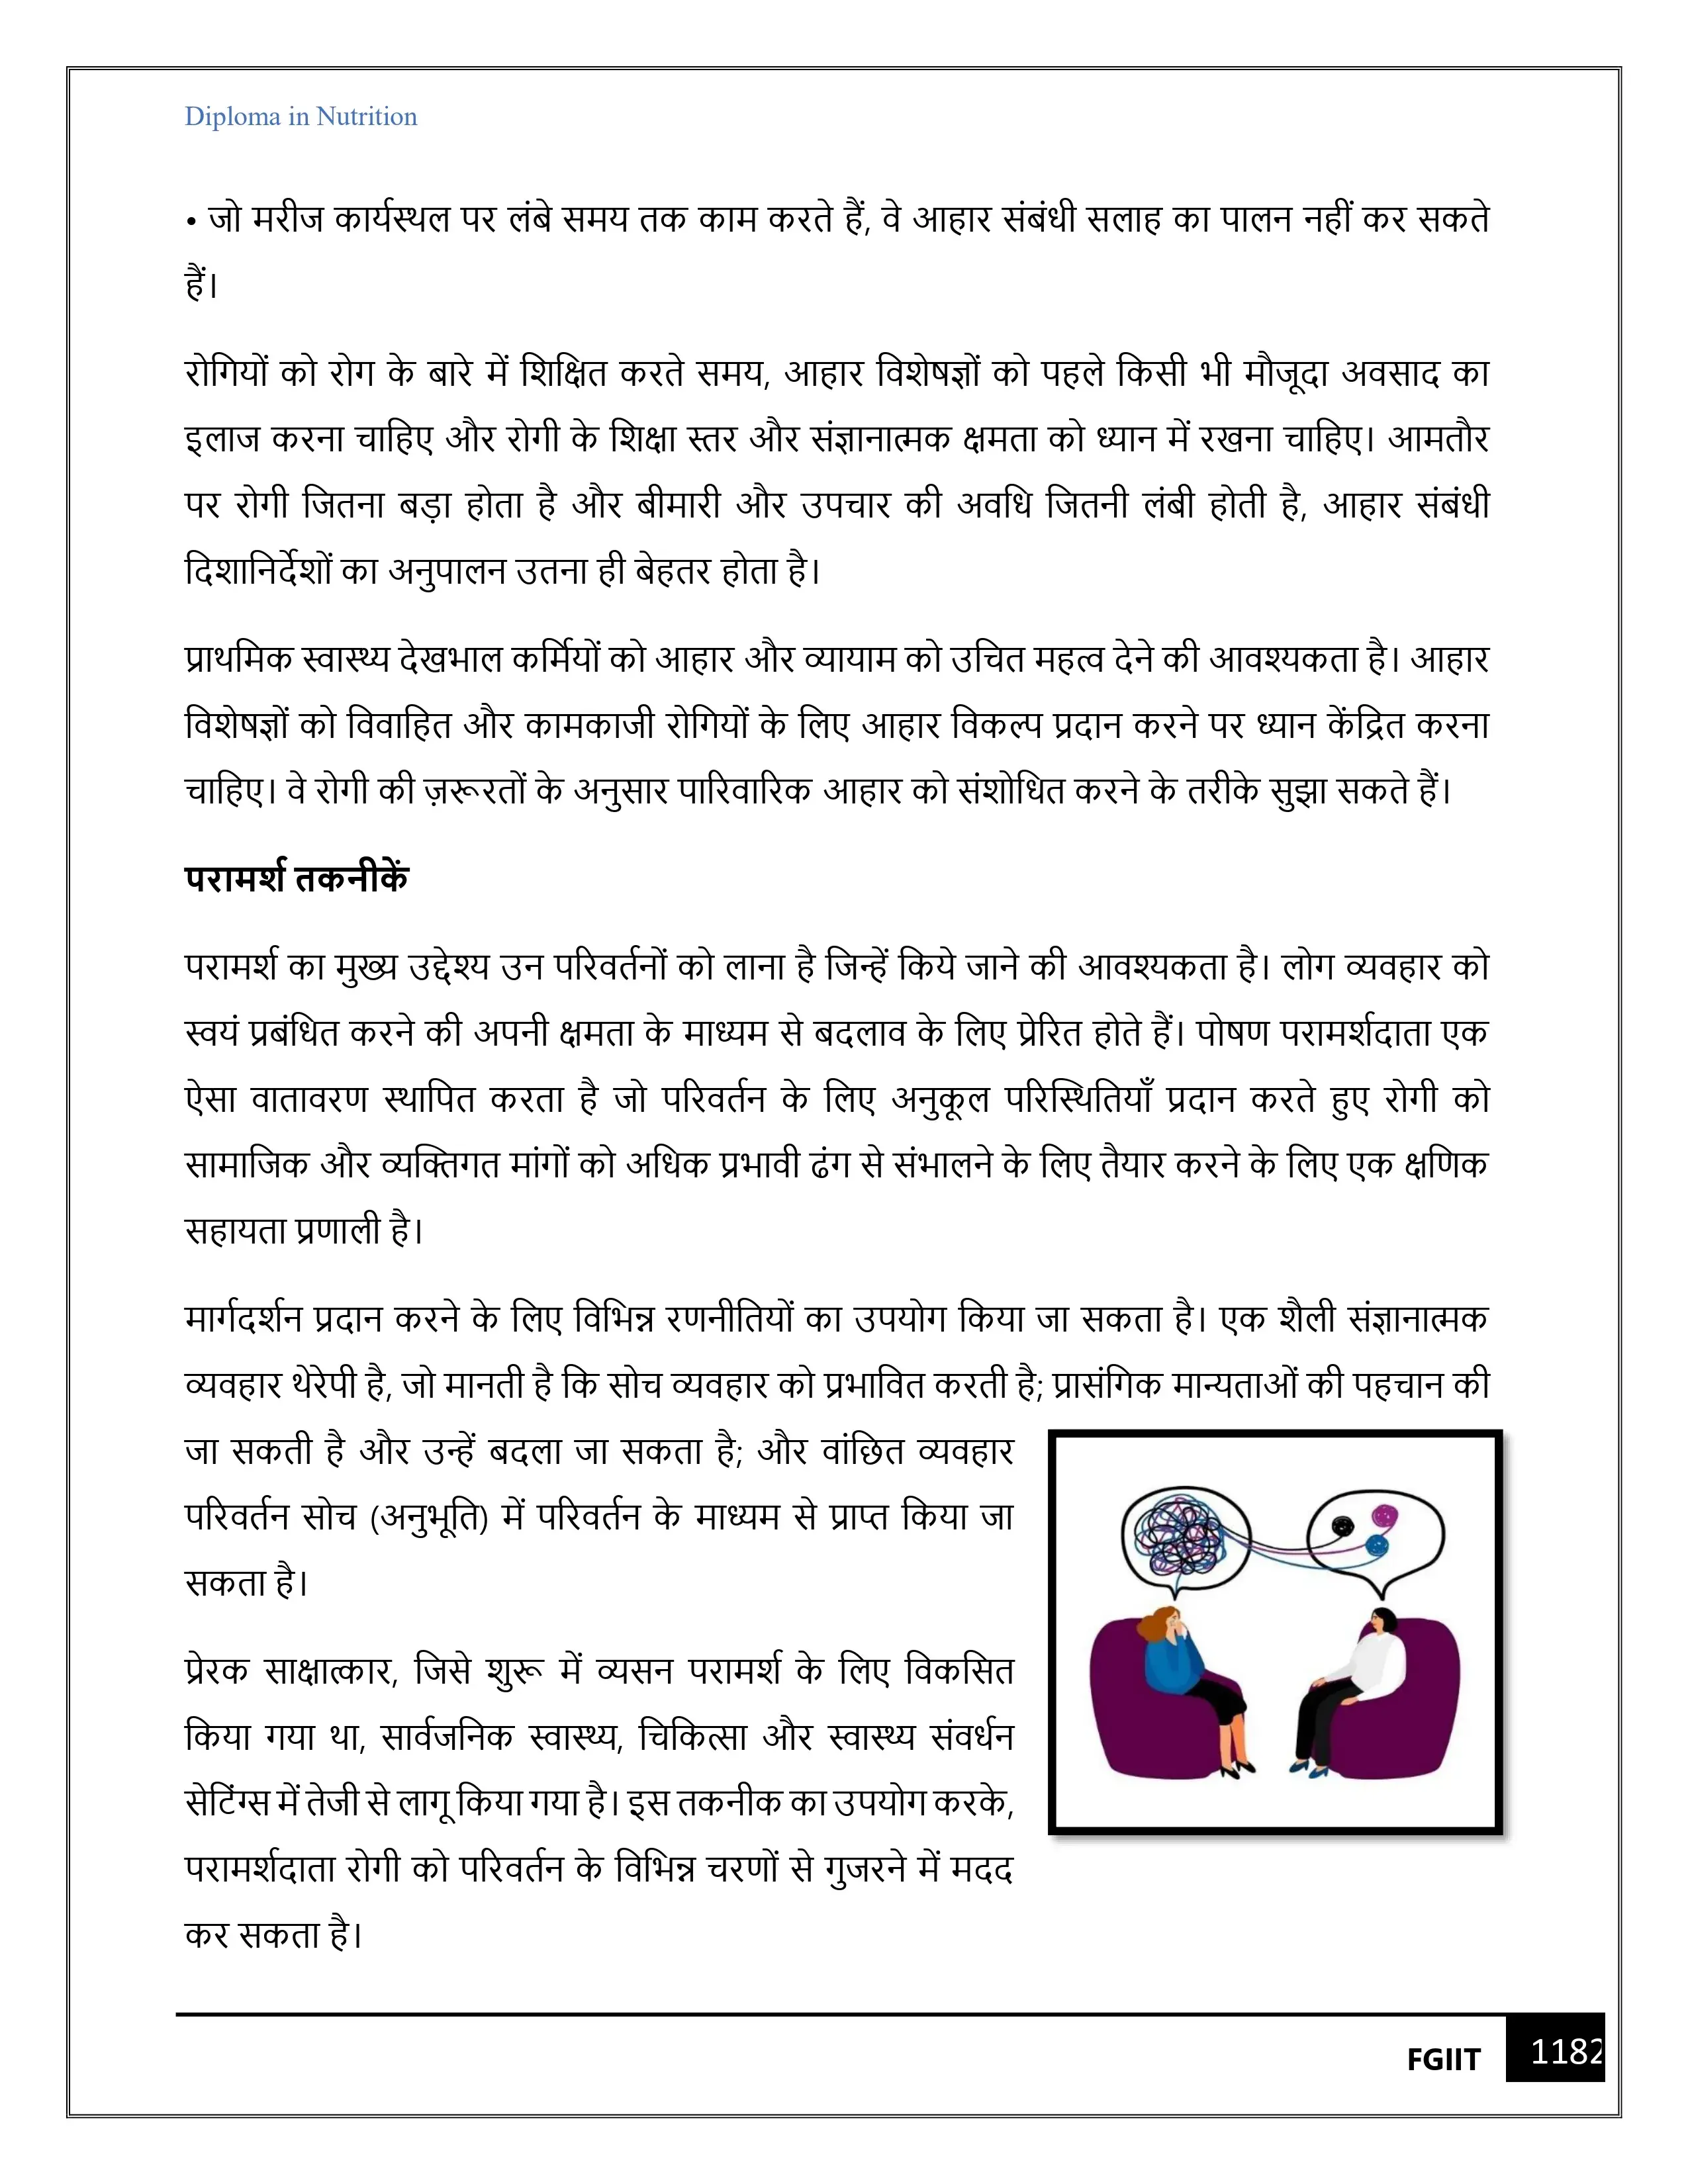 Diploma in Nutrition
• जो मरीज कार्यस्थल पर लंबे समय तक काम करते हैं, वे आहार संबंधी सलाह का पालन नहीं कर सकते
हैं।
रोगियों को रोग के बारे में शिक्षित करते समय, आहार विशेषज्ञों को पहले किसी भी मौजूदा अवसाद का
इलाज करना चाहिए और रोगी के शिक्षा स्तर और संज्ञानात्मक क्षमता को ध्यान में रखना चाहिए। आमतौर
पर रोगी जितना बड़ा होता है और बीमारी और उपचार की अवधि जितनी लंबी होती है, आहार संबंधी
दिशानिर्देशों का अनुपालन उतना ही बेहतर होता है।
प्राथमिक स्वास्थ्य देखभाल कर्मियों को आहार और व्यायाम को उचित महत्व देने की आवश्यकता है। आहार
विशेषज्ञों को विवाहित और कामकाजी रोगियों के लिए आहार विकल्प प्रदान करने पर ध्यान केंद्रित करना
चाहिए। वे रोगी की ज़रूरतों के अनुसार पारिवारिक आहार को संशोधित करने के तरीके सुझा सकते हैं।
परामर्श तकनीकें
परामर्श का मुख्य उद्देश्य उन परिवर्तनों को लाना है जिन्हें किये जाने की आवश्यकता है। लोग व्यवहार को
स्वयं प्रबंधित करने की अपनी क्षमता के माध्यम से बदलाव के लिए प्रेरित होते हैं। पोषण परामर्शदाता एक
ऐसा वातावरण स्थापित करता है जो परिवर्तन के लिए अनुकूल परिस्थितियाँ प्रदान करते हुए रोगी को
सामाजिक और व्यक्तिगत मांगों को अधिक प्रभावी ढंग से संभालने के लिए तैयार करने के लिए एक क्षणिक
सहायता प्रणाली है।
मार्गदर्शन प्रदान करने के लिए विभिन्न रणनीतियों का उपयोग किया जा सकता है। एक शैली संज्ञानात्मक
व्यवहार थेरेपी है, जो मानती है कि सोच व्यवहार को प्रभावित करती है; प्रासंगिक मान्यताओं की पहचान की
जा सकती है और उन्हें बदला जा सकता है; और वांछित व्यवहार
परिवर्तन सोच (अनुभूति) में परिवर्तन के माध्यम से प्राप्त किया जा
सकता है।
प्रेरक साक्षात्कार, जिसे शुरू में व्यसन परामर्श के लिए विकसित
किया गया था, सार्वजनिक स्वास्थ्य, चिकित्सा और स्वास्थ्य संवर्धन
सेटिंग्स में तेजी से लागू किया गया है। इस तकनीक का उपयोग करके,
परामर्शदाता रोगी को परिवर्तन के विभिन्न चरणों से गुजरने में मदद
कर सकता है।
FGIIT 1182